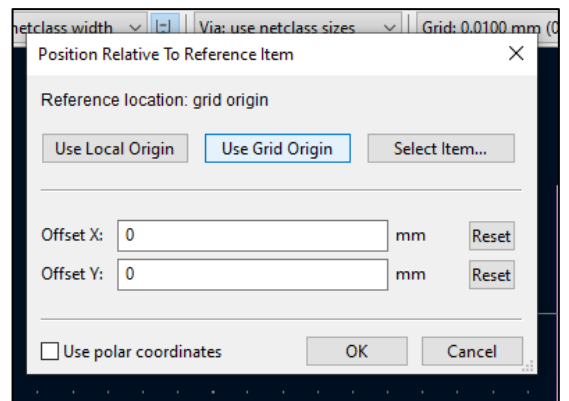 netclass width Via: use netclass sizes Grid: 0.0100 mm (0
Position Relative To Reference Item
Reference location: grid origin
Use Local Origin Use Grid Origin Select Item...
Offset X: 0 mm Reset
Offset Y: 0 mm Reset
Use polar coordinates OK Cancel